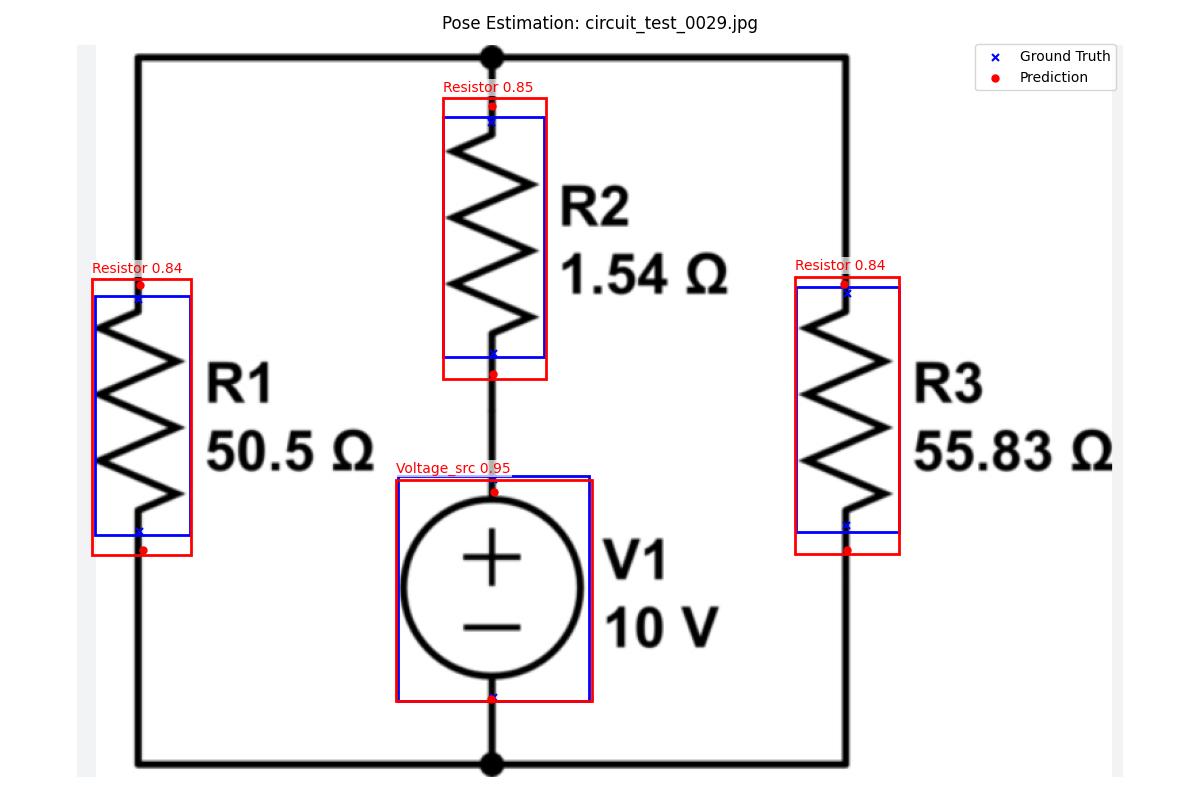 Pose Estimation: circuit_test_0029.jpg
Ground Truth
Prediction
Resistor 0.85
R2
1.54 Ω
Resistor 0.84
R1
50.5 Ω
Resistor 0.84
R3
55.83 Ω
Voltage_src 0.95
V1
10 V